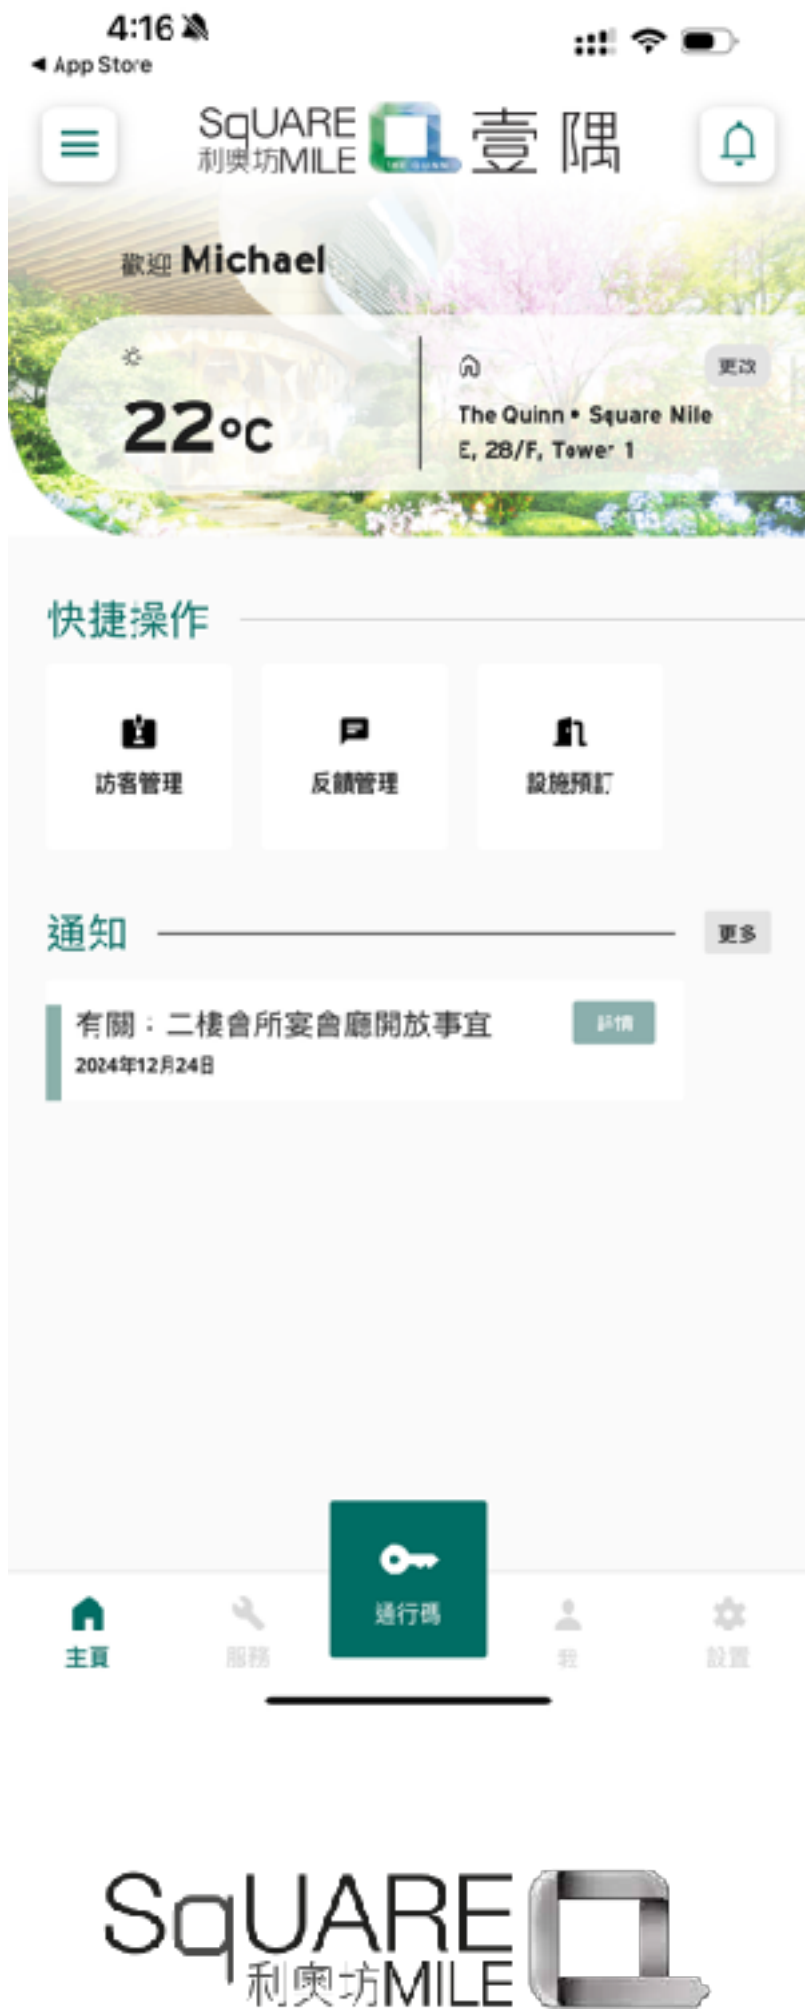 4:16
◀ App Store
SqUARE
利奧坊MILE
THE QUINN
壹隅
歡迎 Michael
22°C
更改
The Quinn • Square Mile
E, 28/F, Tower 1
快捷操作
訪客管理
反饋管理
設施預訂
通知
更多
有關：二樓會所宴會廳開放事宜
詳情
2024年12月24日
通行碼
主頁
服務
我
設置
SqUARE
利奧坊MILE